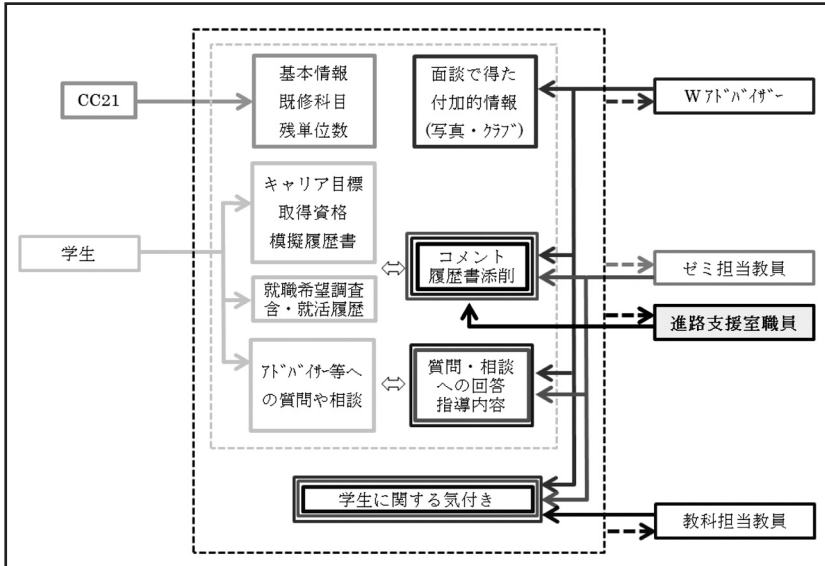 CC21
学生
基本情報
既修科目
残単位数
キャリア目標
取得資格
模擬履歴書
就職希望調査
含・就活履歴
ｱﾄﾞﾊﾞｲｻﾞｰ等へ
の質問や相談
面談で得た
付加的情報
(写真・ｸﾗﾌﾞ)
コメント
履歴書添削
質問・相談
への回答
指導内容
学生に関する気付き
Wｱﾄﾞﾊﾞｲｻﾞｰ
ゼミ担当教員
進路支援室職員
教科担当教員